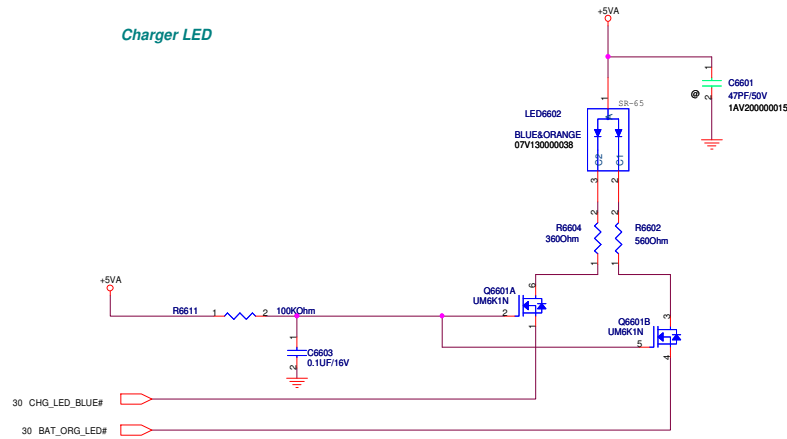 +5VA
Charger LED
1
C6601
@
47PF/50V
2
1AV200000015
1
SR-65
LED6602
A
BLUE&ORANGE
07V130000038
C2
C1
3
2
2
2
R6604
R6602
360Ohm
560Ohm
1
1
+5VA
Q6601A
6
UM6K1N
R6611
1
2
100KOhm
2
1
Q6601B
3
UM6K1N
5
4
1
C6603
0.1UF/16V
2
30 CHG_LED_BLUE#
30 BAT_ORG_LED#